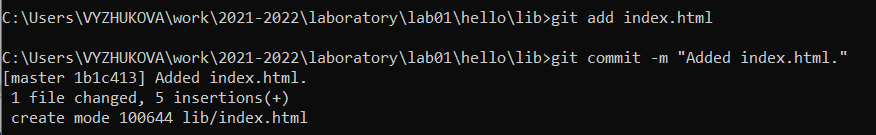 C:\Users\VYZHUKOVA\work\2021-2022\laboratory\lab01\hello\lib>git add index.html
C:\Users\VYZHUKOVA\work\2021-2022\laboratory\lab01\hello\lib>git commit -m "Added index.html."
[master 1b1c413] Added index.html.
 1 file changed, 5 insertions(+)
 create mode 100644 lib/index.html